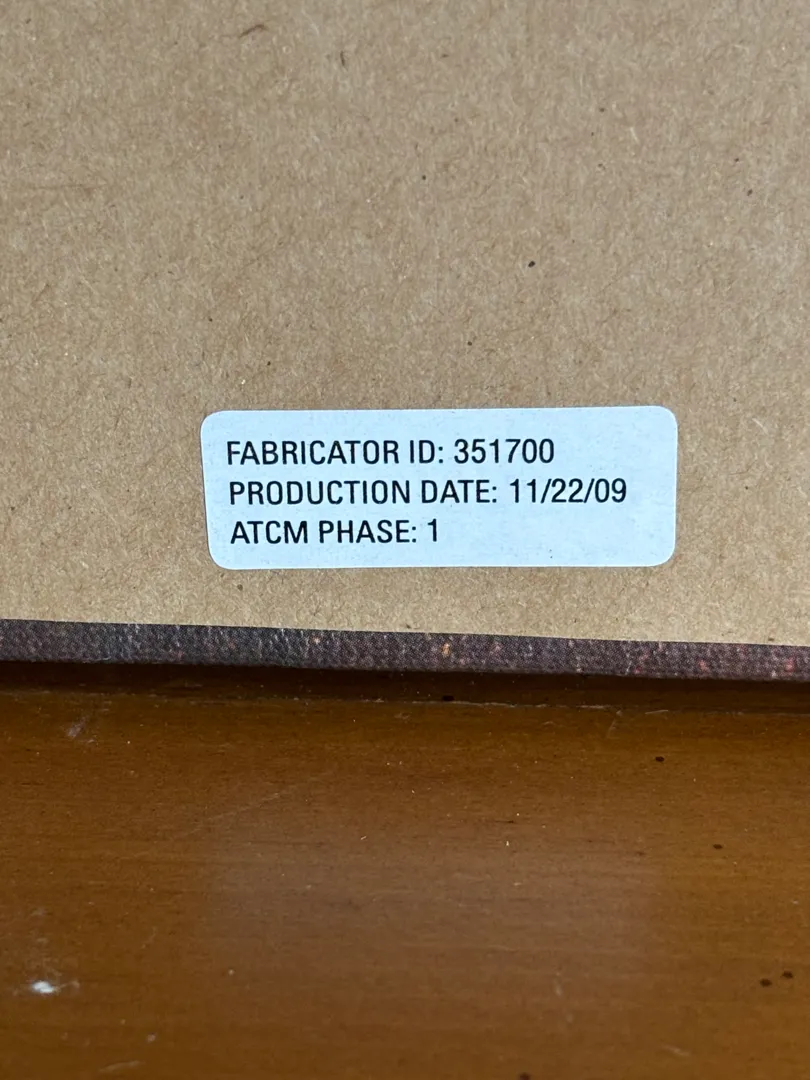 FABRICATOR ID: 351700
PRODUCTION DATE: 11/22/09
ATCM PHASE: 1